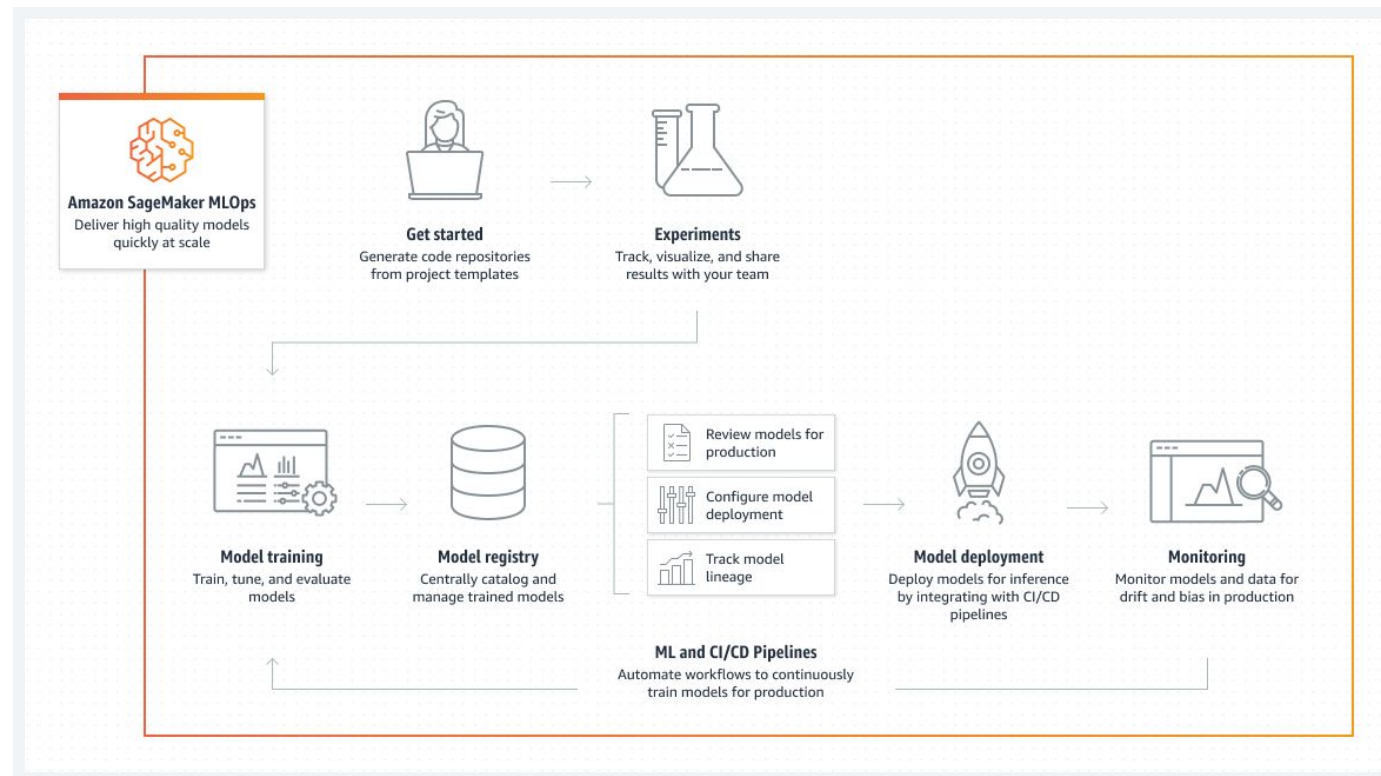 Amazon SageMaker MLOps
Deliver high quality models
quickly at scale
Get started
Generate code repositories
from project templates
Experiments
Track, visualize, and share
results with your team
Model training
Train, tune, and evaluate
models
Model registry
Centrally catalog and
manage trained models
Review models for
production
Configure model
deployment
Track model
lineage
Model deployment
Deploy models for inference
by integrating with CI/CD
pipelines
Monitoring
Monitor models and data for
drift and bias in production
ML and CI/CD Pipelines
Automate workflows to continuously
train models for production